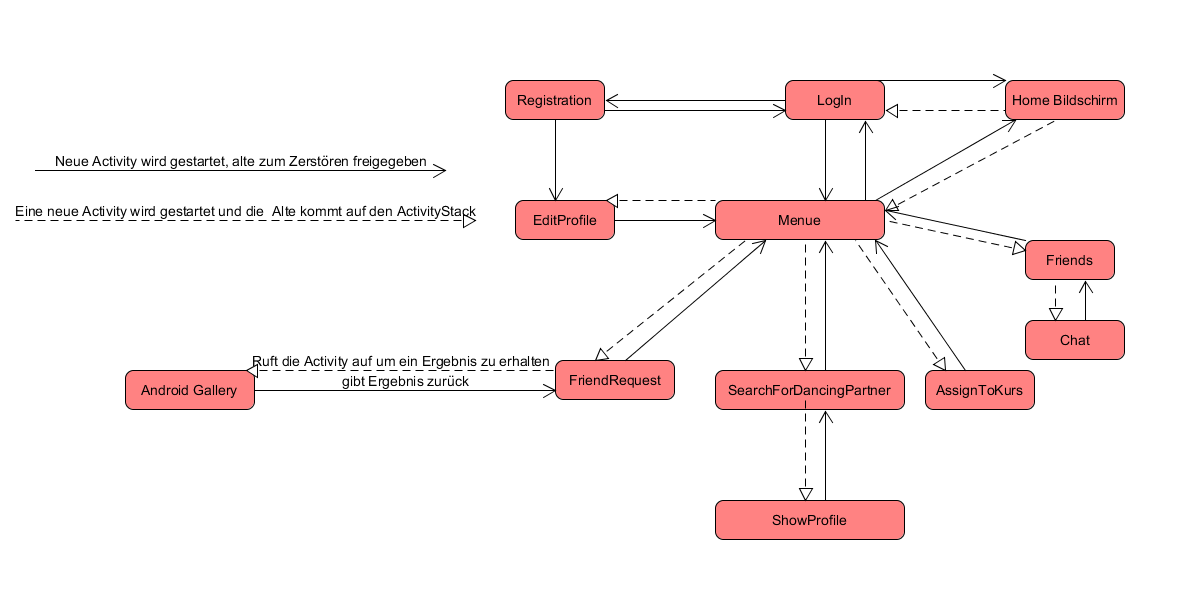 Registration
LogIn
Home Bildschirm
Neue Activity wird gestartet, alte zum Zerstören freigegeben
Eine neue Activity wird gestartet und die  Alte kommt auf den ActivityStack
EditProfile
Menue
Friends
Chat
Ruft die Activity auf um ein Ergebnis zu erhalten
gibt Ergebnis zurück
Android Gallery
FriendRequest
SearchForDancingPartner
AssignToKurs
ShowProfile